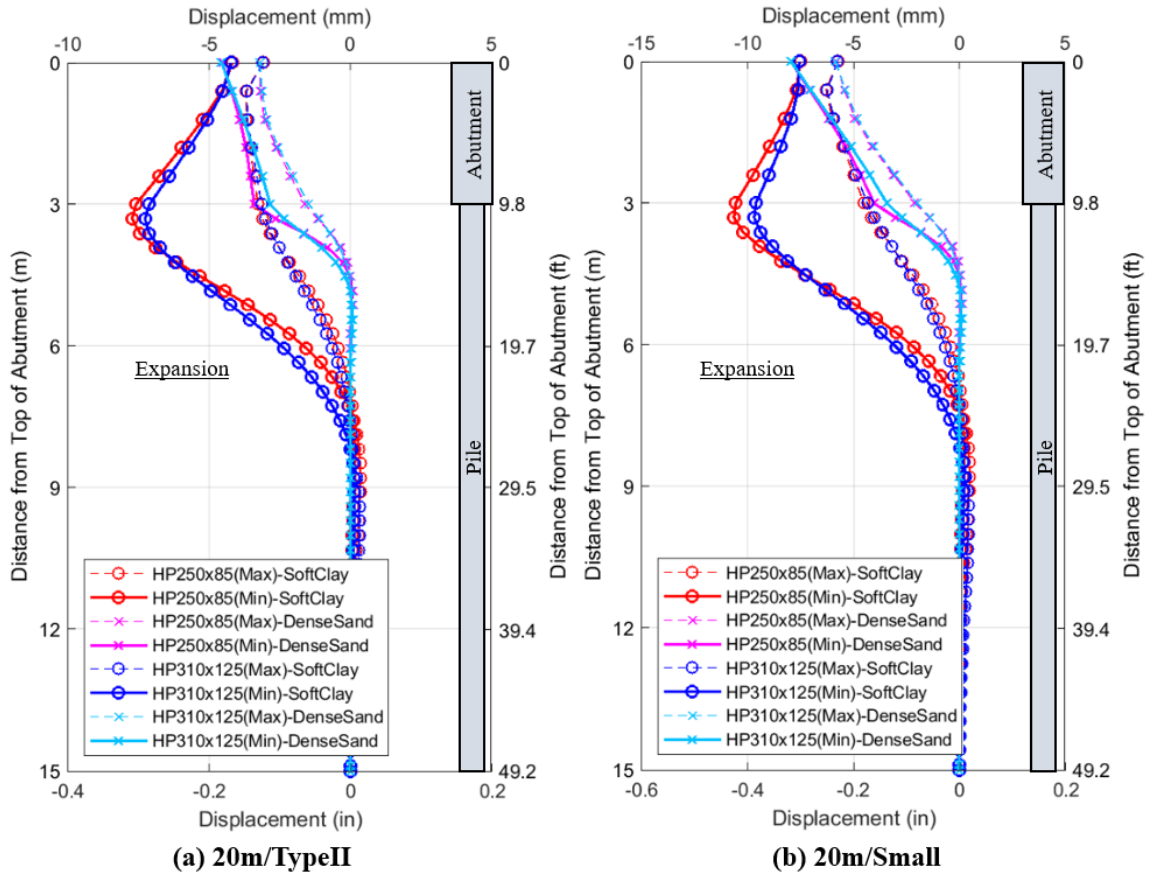 Displacement (mm)
-10 -5 0 5
0 0
3 9.8
6 19.7
9 29.5
12 39.4
15 49.2
Distance from Top of Abutment (m)
Distance from Top of Abutment (ft)
Abutment
Pile
Expansion
HP250x85(Max)-SoftClay
HP250x85(Min)-SoftClay
HP250x85(Max)-DenseSand
HP250x85(Min)-DenseSand
HP310x125(Max)-SoftClay
HP310x125(Min)-SoftClay
HP310x125(Max)-DenseSand
HP310x125(Min)-DenseSand
-0.4 -0.2 0 0.2
Displacement (in)
(a) 20m/TypeII
Displacement (mm)
-15 -10 -5 0 5
0 0
3 9.8
6 19.7
9 29.5
12 39.4
15 49.2
Distance from Top of Abutment (m)
Distance from Top of Abutment (ft)
Abutment
Pile
Expansion
HP250x85(Max)-SoftClay
HP250x85(Min)-SoftClay
HP250x85(Max)-DenseSand
HP250x85(Min)-DenseSand
HP310x125(Max)-SoftClay
HP310x125(Min)-SoftClay
HP310x125(Max)-DenseSand
HP310x125(Min)-DenseSand
-0.6 -0.4 -0.2 0 0.2
Displacement (in)
(b) 20m/Small